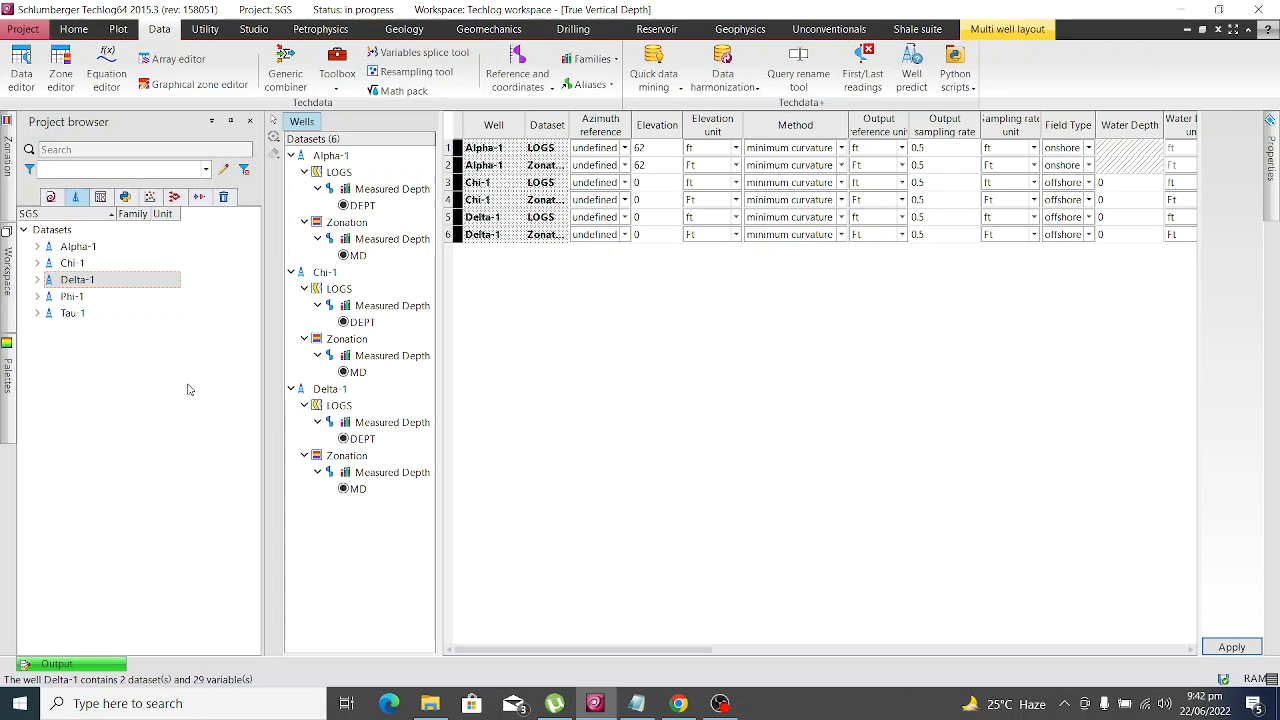 Schlumberger Techlog64 2015.3 (rev: 158051) Project: SGS Status: in progress Workspace: Techlog workspace - [True Vertical Depth]
Project Home Plot Data Utility Studio Petrophysics Geology Geomechanics Drilling Reservoir Geophysics Unconventionals Shale suite Multi well layout
Data editor
Zone editor
Equation editor
Array editor
Graphical zone editor
Generic combiner
Toolbox
Variables splice tool
Resampling tool
Math pack
Reference and coordinates
Families
Aliases
Quick data mining
Data harmonization
Query rename tool
First/Last readings
Well predict
Python scripts
Techdata
Techdata+
Zonation
Workspace
Palettes
Project browser
Search
SGS Family Unit
Datasets
Alpha-1
Chi-1
Delta-1
Phi-1
Tau-1
Wells
Datasets (6)
Alpha-1
LOGS
Measured Depth
DEPT
Zonation
Measured Depth
MD
Chi-1
LOGS
Measured Depth
DEPT
Zonation
Measured Depth
MD
Delta-1
LOGS
Measured Depth
DEPT
Zonation
Measured Depth
MD
Well Dataset Azimuth reference Elevation Elevation unit Method Output reference unit Output sampling rate Sampling rate unit Field Type Water Depth Water
1 Alpha-1 LOGS undefined 62 ft minimum curvature ft 0.5 ft onshore ft
2 Alpha-1 Zonat... undefined 62 Ft minimum curvature Ft 0.5 Ft onshore Ft
3 Chi-1 LOGS undefined 0 ft minimum curvature ft 0.5 ft offshore 0 ft
4 Chi-1 Zonat... undefined 0 Ft minimum curvature Ft 0.5 Ft offshore 0 Ft
5 Delta-1 LOGS undefined 0 ft minimum curvature ft 0.5 ft offshore 0 ft
6 Delta-1 Zonat... undefined 0 Ft minimum curvature Ft 0.5 Ft offshore 0 Ft
Properties
Apply
Output
The well Delta-1 contains 2 dataset(s) and 29 variable(s)
RAM
Type here to search
25°C Haze
9:42 pm
22/06/2022